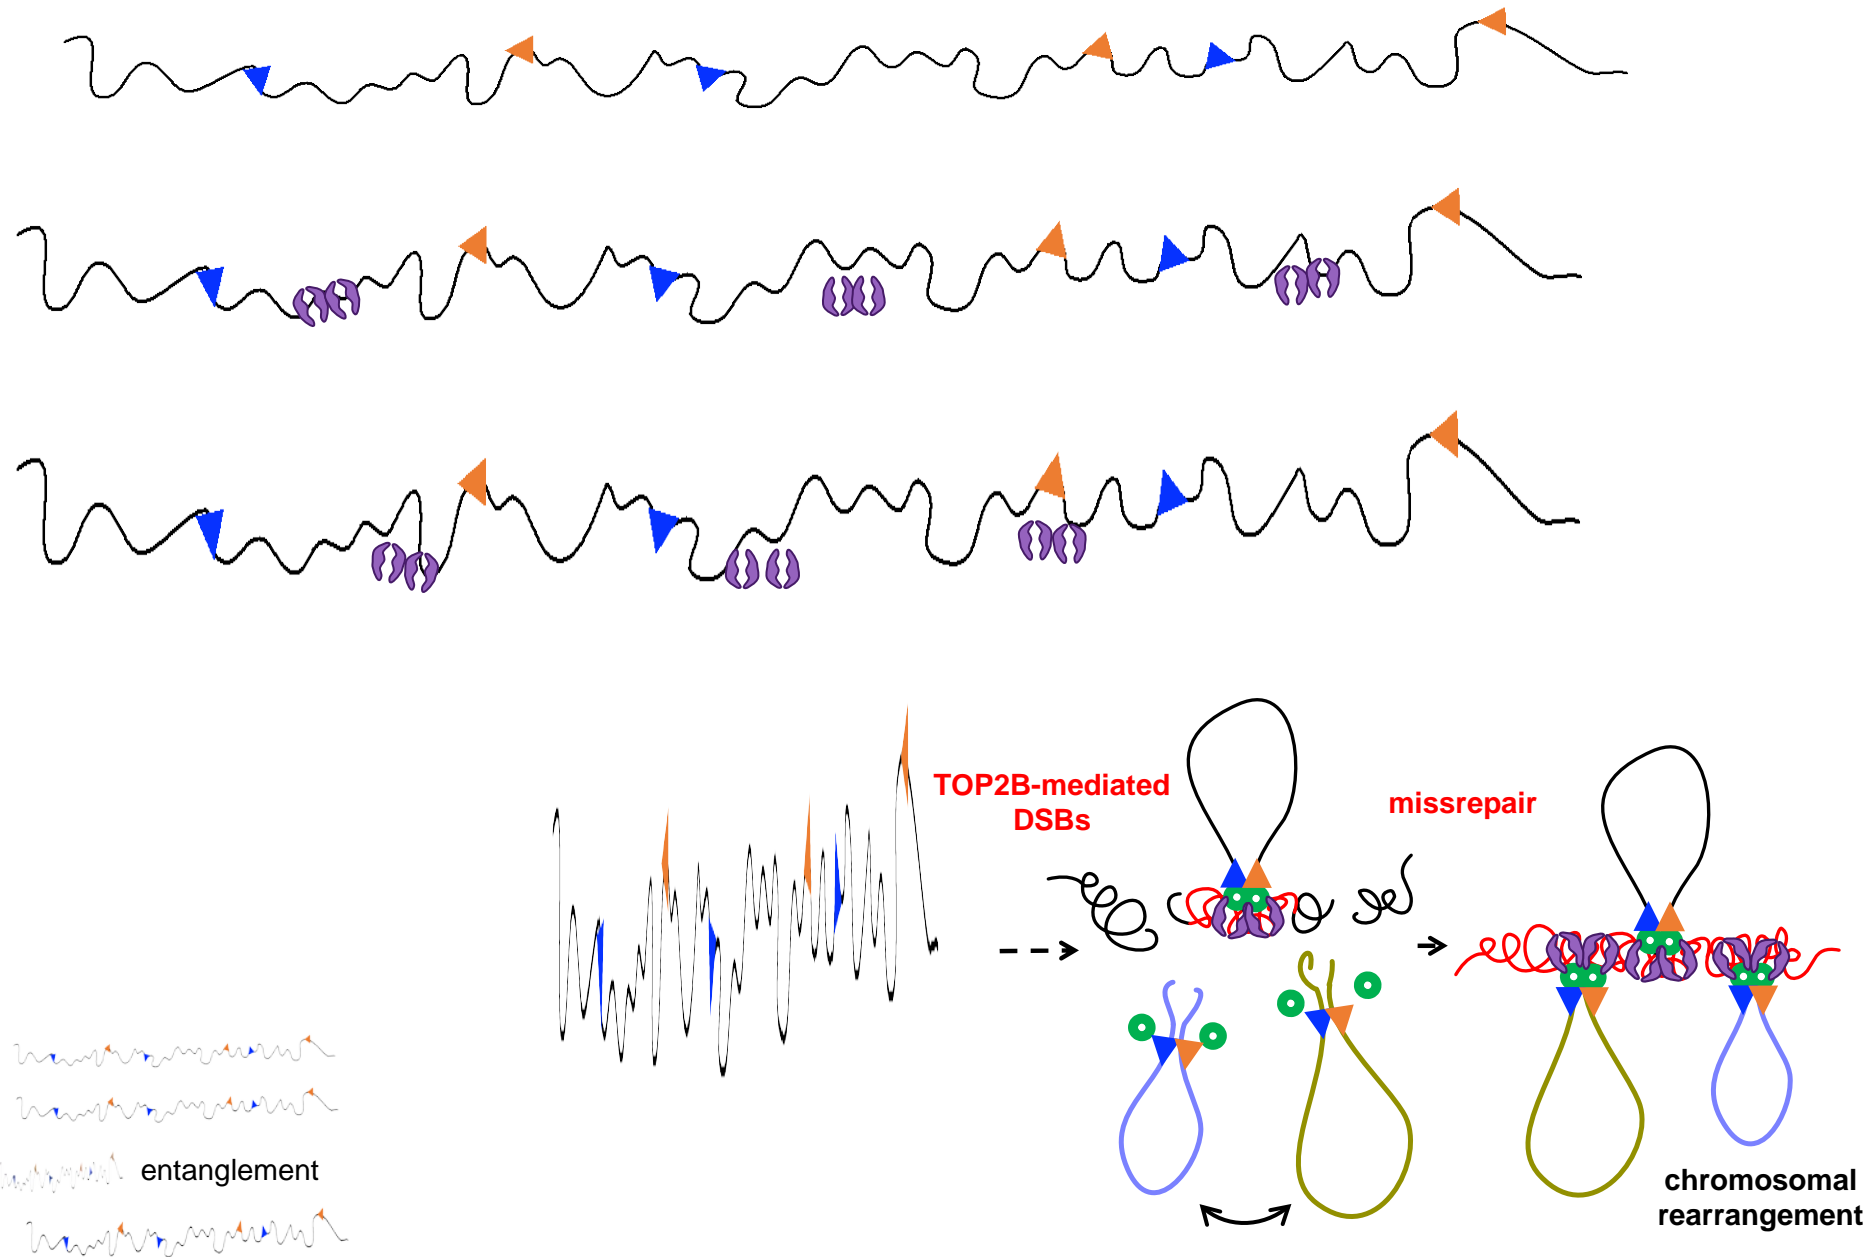 TOP2B-mediated
DSBs
missrepair
entanglement
chromosomal
rearrangement